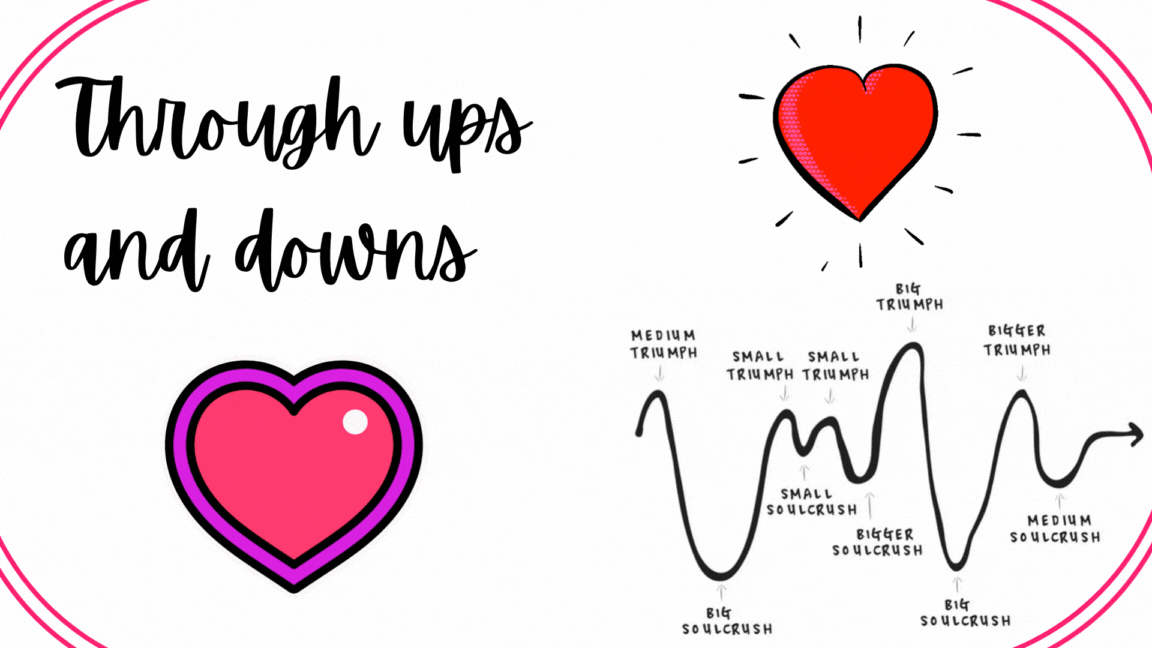 Through ups
and downs
BIG
TRIUMPH
MEDIUM
TRIUMPH
SMALL
TRIUMPH
SMALL
TRIUMPH
BIGGER
TRIUMPH
SMALL
SOULCRUSH
BIGGER
SOULCRUSH
MEDIUM
SOULCRUSH
BIG
SOULCRUSH
BIG
SOULCRUSH